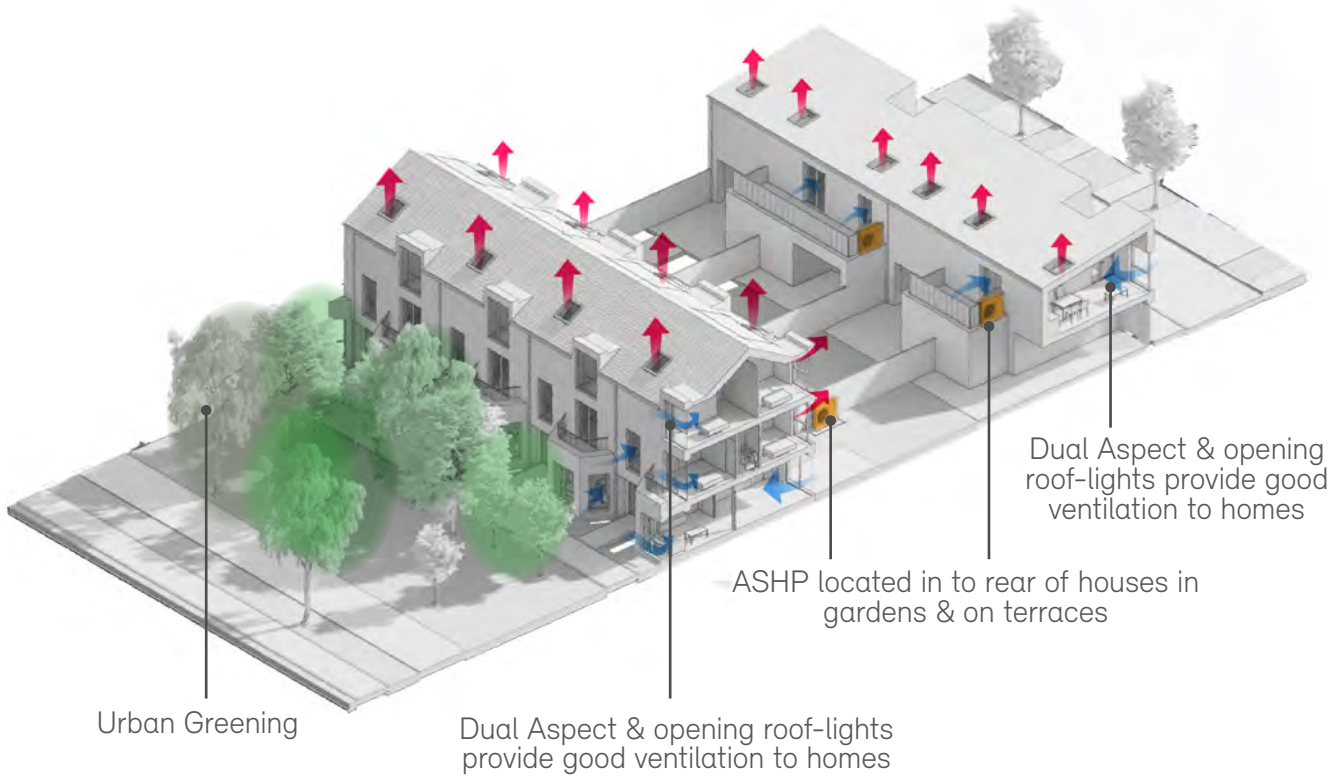 Dual Aspect & opening
roof-lights provide good
ventilation to homes
ASHP located in to rear of houses in
gardens & on terraces
Urban Greening
Dual Aspect & opening roof-lights
provide good ventilation to homes